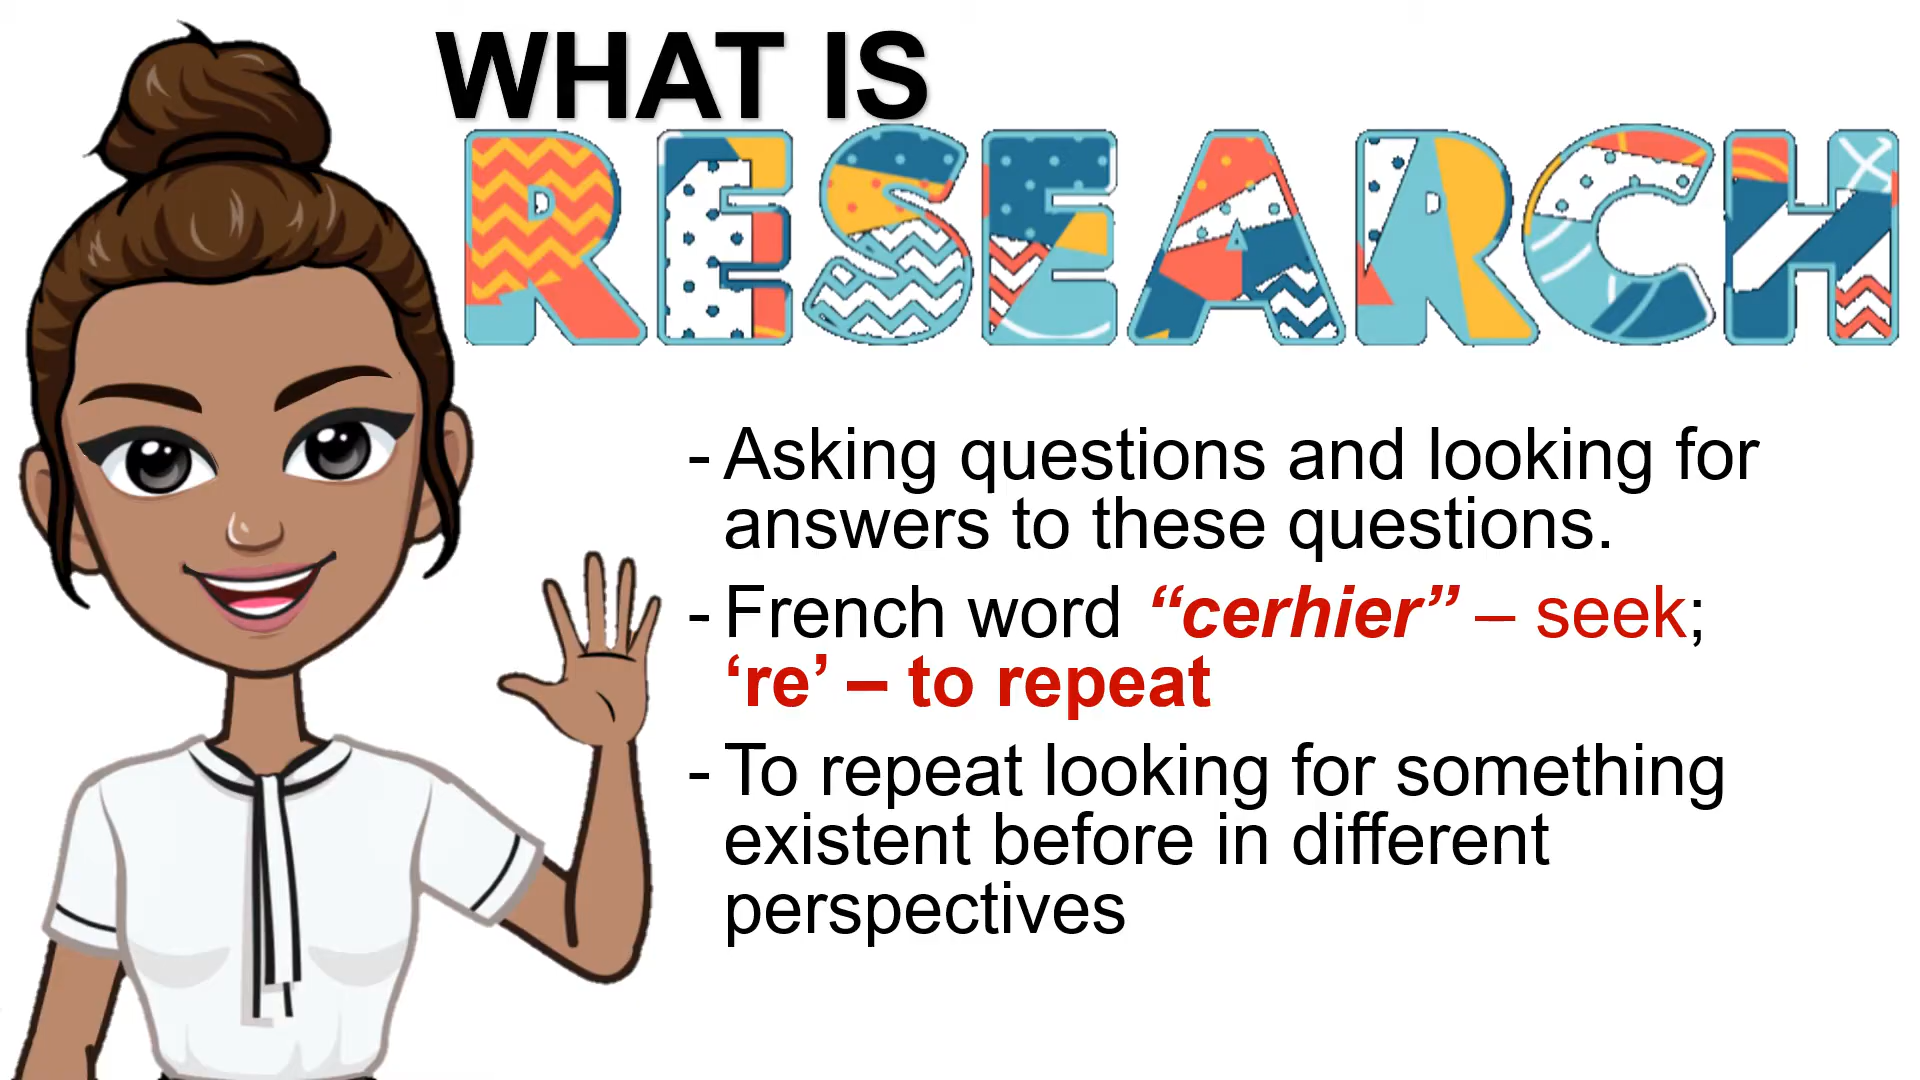 WHAT IS
RESEARCH
- Asking questions and looking for
answers to these questions.
- French word “cerhier” – seek;
‘re’ – to repeat
- To repeat looking for something
existent before in different
perspectives